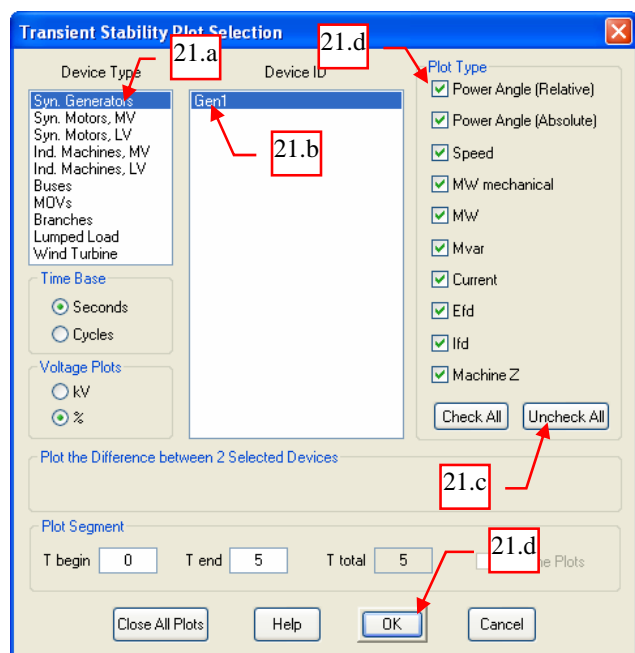 Transient Stability Plot Selection
21.a
21.d
Device Type
Device ID
Plot Type
Syn. Generators
Syn. Motors, MV
Syn. Motors, LV
Ind. Machines, MV
Ind. Machines, LV
Buses
MOVs
Branches
Lumped Load
Wind Turbine
Gen1
21.b
Power Angle (Relative)
Power Angle (Absolute)
Speed
MW mechanical
MW
Mvar
Current
Efd
Ifd
Machine Z
Time Base
Seconds
Cycles
Voltage Plots
kV
%
Check All
Uncheck All
Plot the Difference between 2 Selected Devices
21.c
Plot Segment
21.d
T begin 0 T end 5 T total 5 Plots
Close All Plots Help OK Cancel